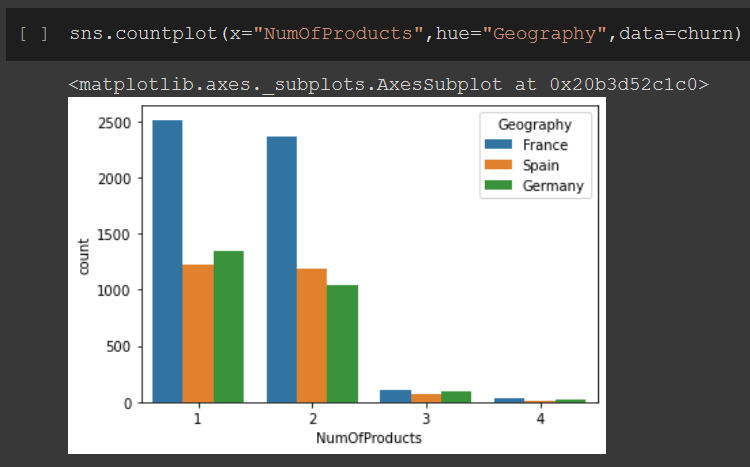 [ ] sns.countplot(x="NumOfProducts",hue="Geography",data=churn)
<matplotlib.axes._subplots.AxesSubplot at 0x20b3d52c1c0>
Geography
France
Spain
Germany
2500
2000
1500
1000
500
0
count
1 2 3 4
NumOfProducts